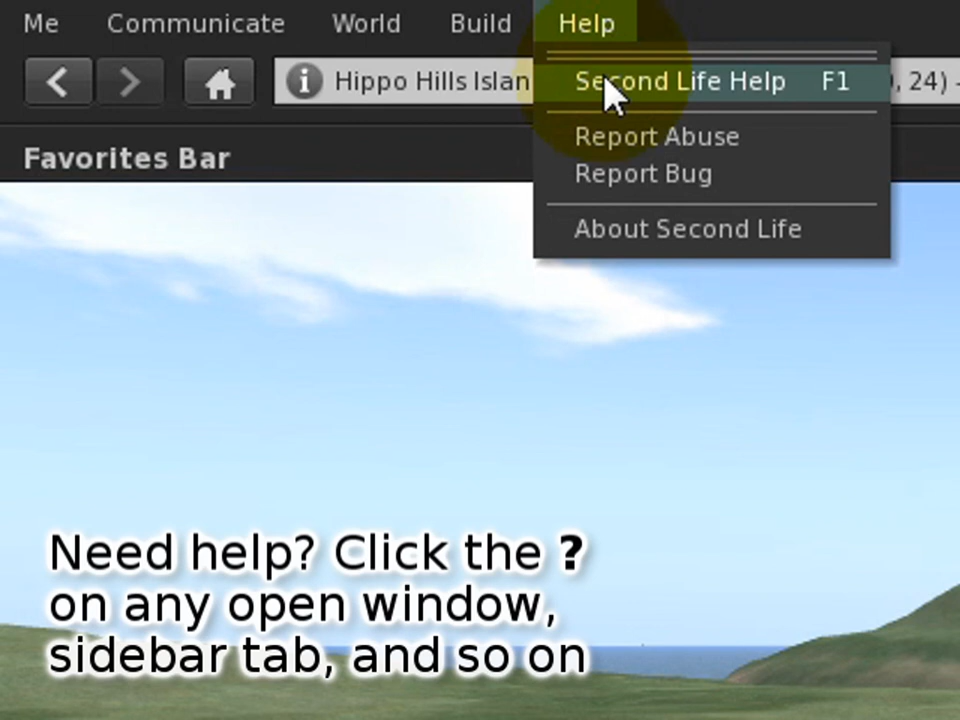 Me Communicate World Build Help
Hippo Hills Islan , 24) -
Second Life Help F1
Favorites Bar
Report Abuse
Report Bug
About Second Life
Need help? Click the ?
on any open window,
sidebar tab, and so on